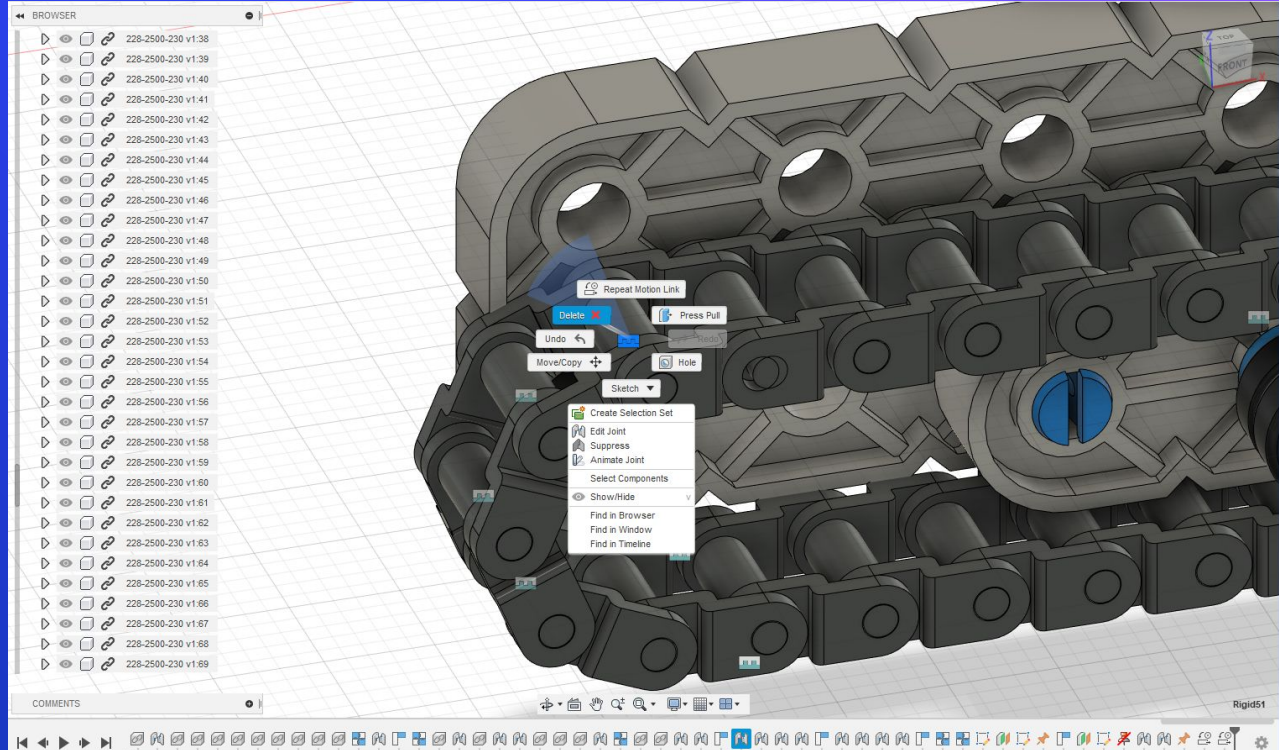 BROWSER
228-2500-230 v1:38
228-2500-230 v1:39
228-2500-230 v1:40
228-2500-230 v1:41
228-2500-230 v1:42
228-2500-230 v1:43
228-2500-230 v1:44
228-2500-230 v1:45
228-2500-230 v1:46
228-2500-230 v1:47
228-2500-230 v1:48
228-2500-230 v1:49
228-2500-230 v1:50
228-2500-230 v1:51
228-2500-230 v1:52
228-2500-230 v1:53
228-2500-230 v1:54
228-2500-230 v1:55
228-2500-230 v1:56
228-2500-230 v1:57
228-2500-230 v1:58
228-2500-230 v1:59
228-2500-230 v1:60
228-2500-230 v1:61
228-2500-230 v1:62
228-2500-230 v1:63
228-2500-230 v1:64
228-2500-230 v1:65
228-2500-230 v1:66
228-2500-230 v1:67
228-2500-230 v1:68
228-2500-230 v1:69
COMMENTS
Z
TOP
FRONT
X
Repeat Motion Link
Delete
Press Pull
Undo
Redo
Move/Copy
Hole
Sketch
Create Selection Set
Edit Joint
Suppress
Animate Joint
Select Components
Show/Hide V
Find in Browser
Find in Window
Find in Timeline
Rigid51